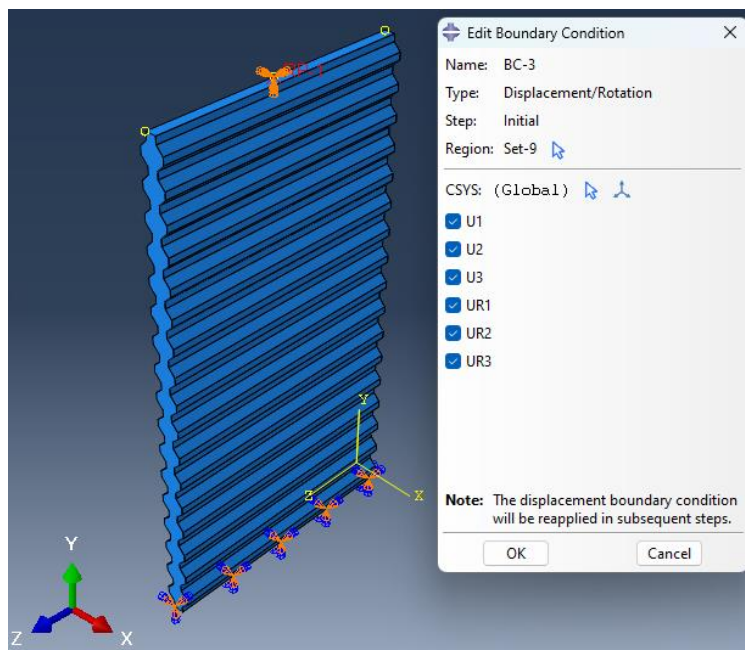 Edit Boundary Condition
Name: BC-3
Type: Displacement/Rotation
Step: Initial
Region: Set-9
CSYS: (Global)
U1
U2
U3
UR1
UR2
UR3
Note: The displacement boundary condition
will be reapplied in subsequent steps.
OK Cancel
Y
Z
X
Y
Z
X